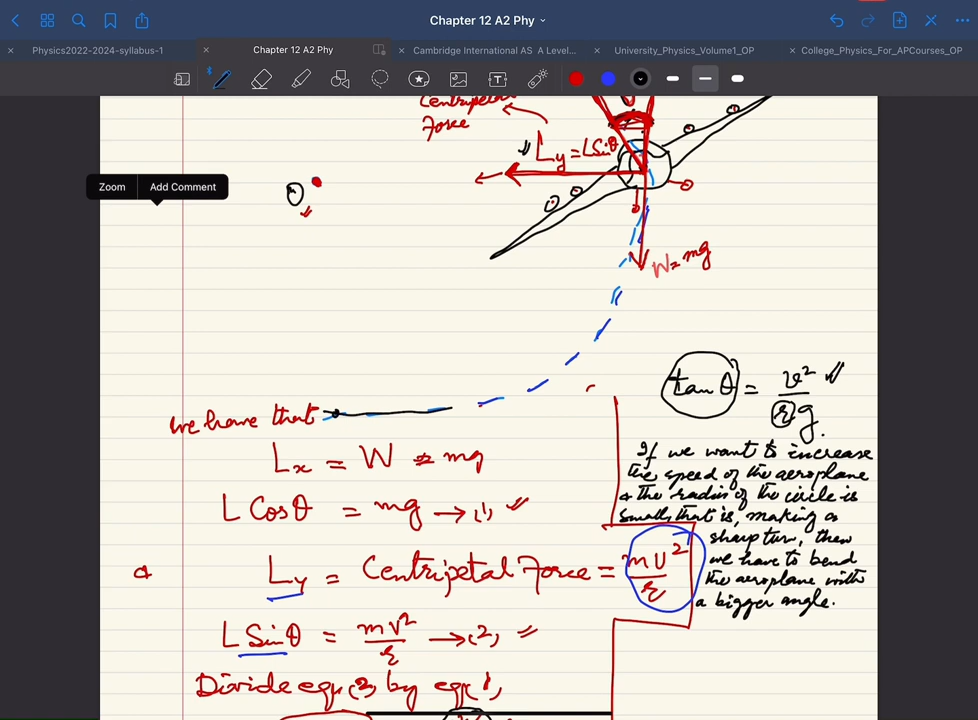 Chapter 12 A2 Phy
Physics2022-2024-syllabus-1
Chapter 12 A2 Phy
Cambridge International AS A Level...
University_Physics_Volume1_OP
College_Physics_For_APCourses_OP
Centripetal
Force
Ly = LSinθ
Zoom
Add Comment
O
W = mg
tanθ = v²/rg
we have that
Lx = W = mg
LCosθ = mg → (1)
Ly = Centripetal Force = mv²/r
LSinθ = mv²/r → (2)
Divide eqn (2) by eqn 1,
If we want to increase
the speed of the aeroplane
& the radius of the circle is
small, that is, making a
sharp turn, then
we have to bend
the aeroplane with
a bigger angle.